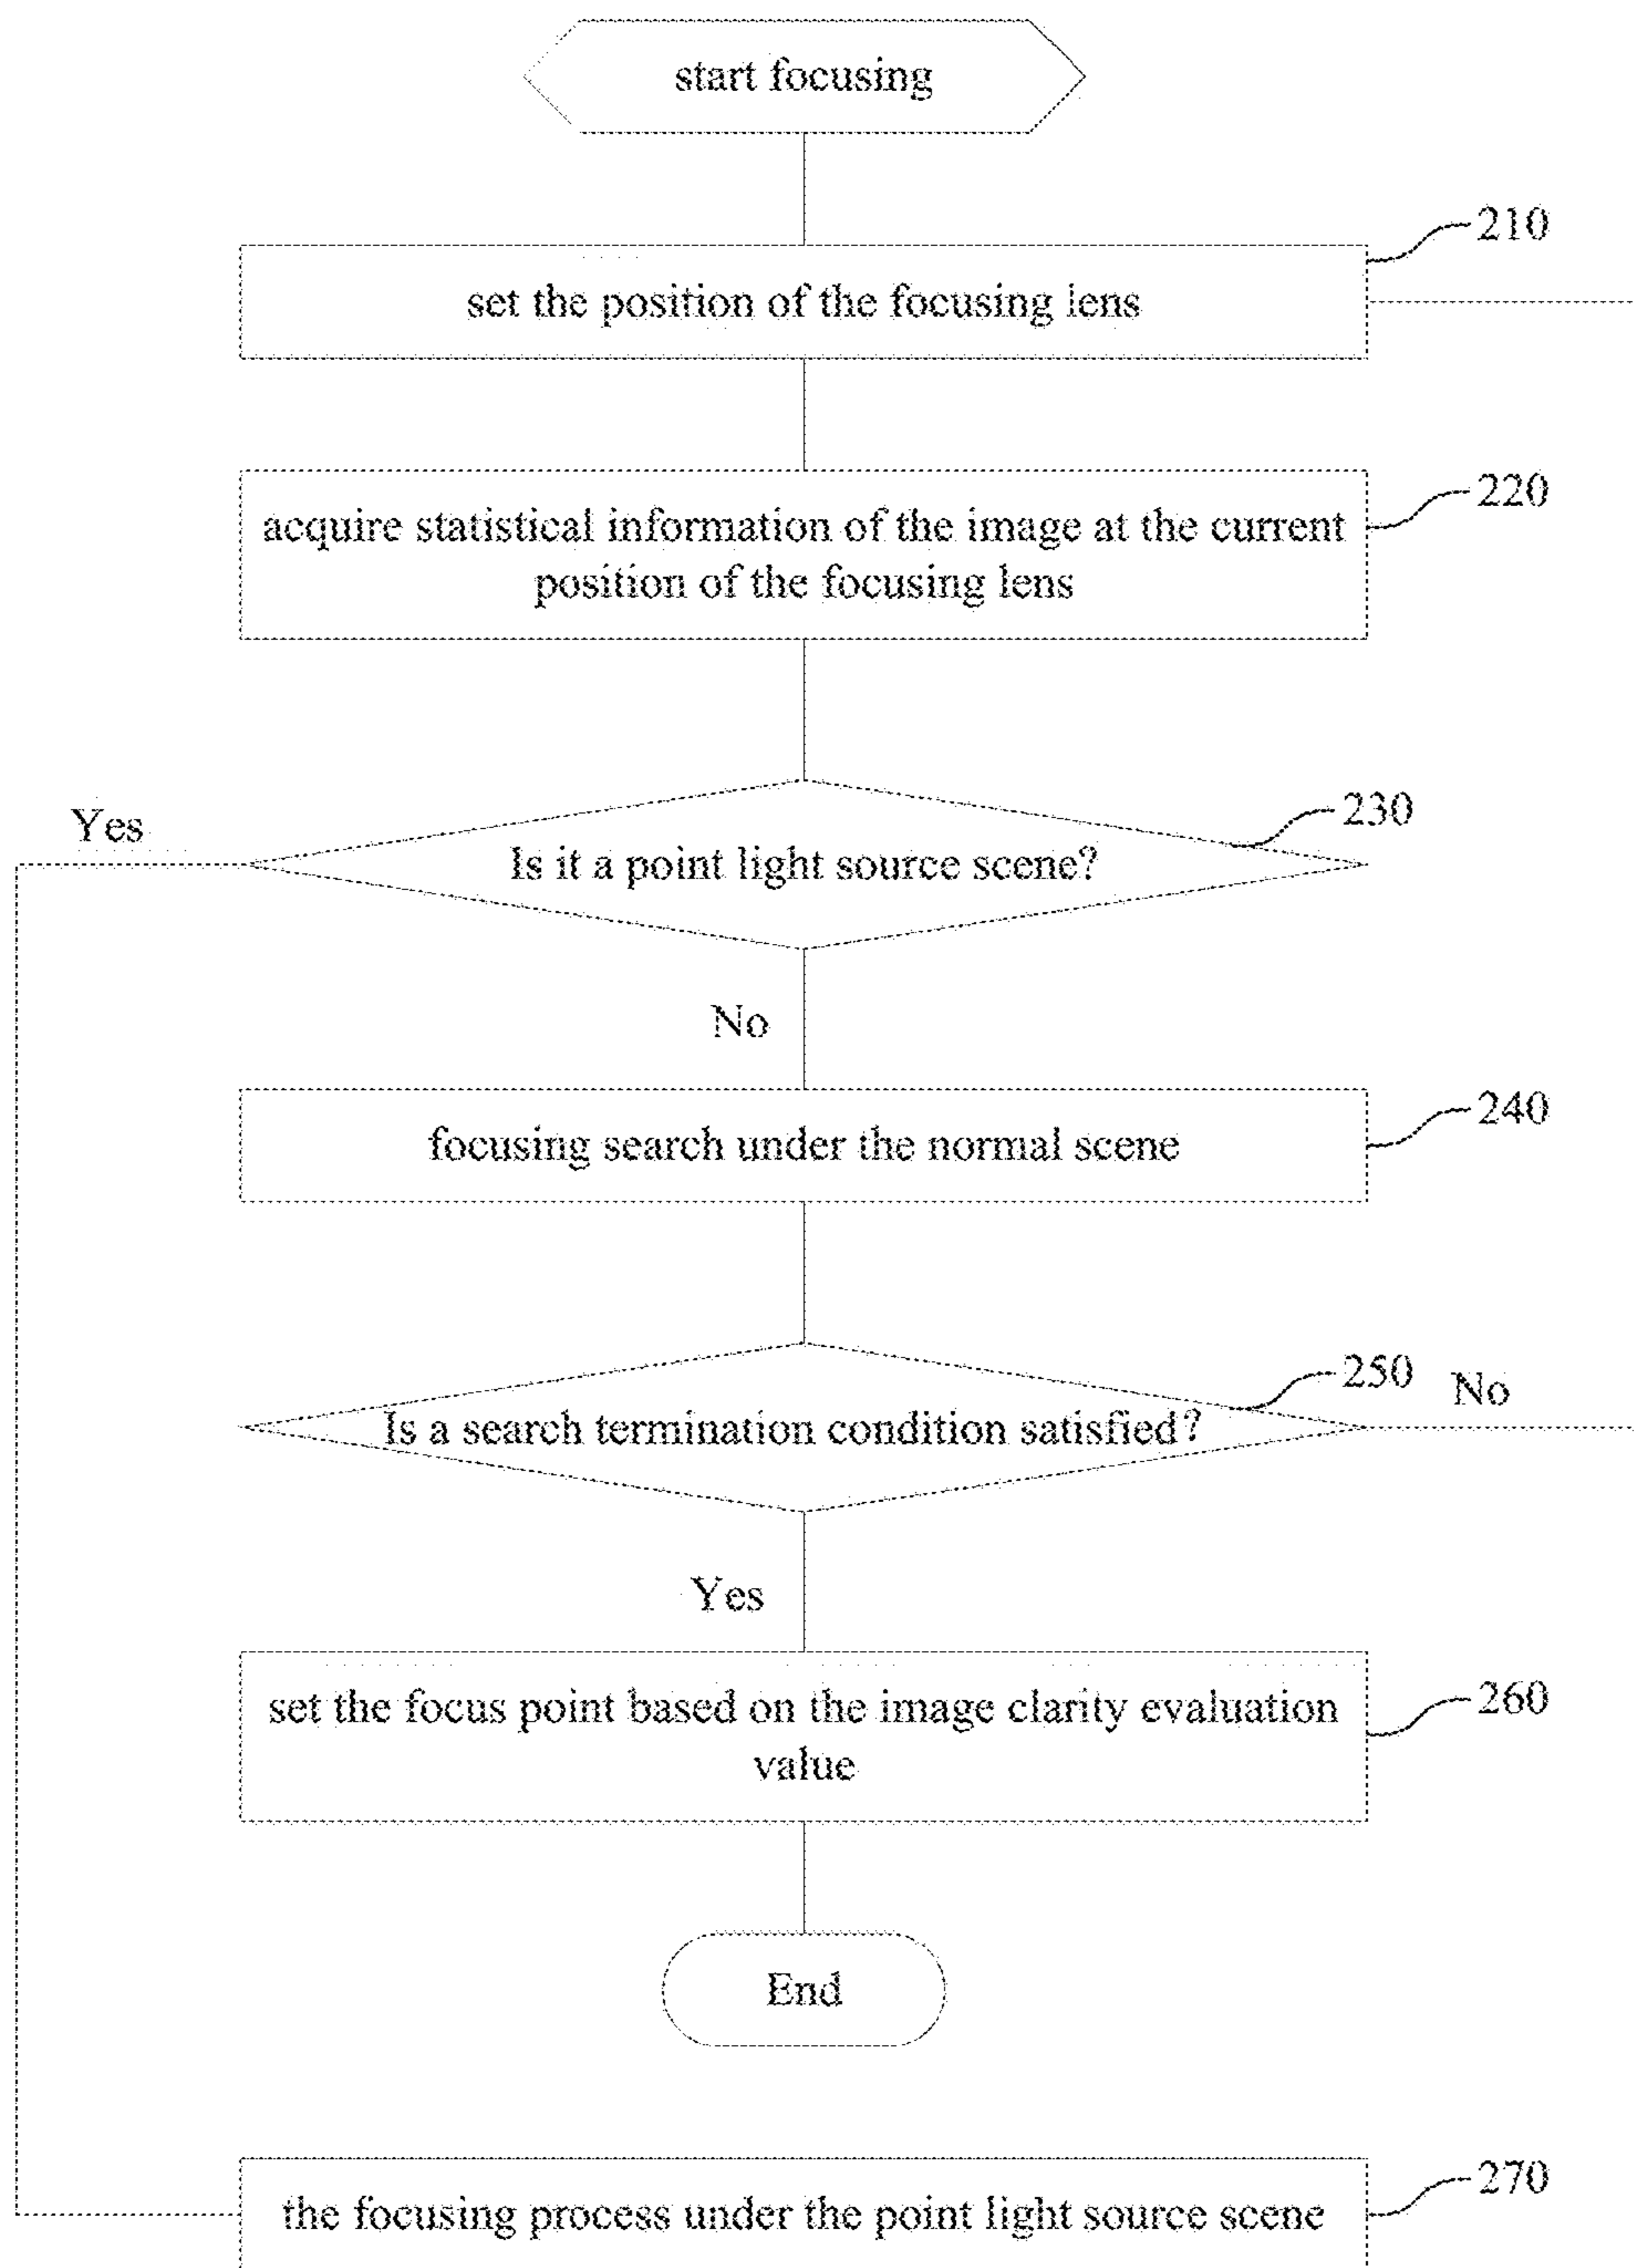 start focusing
210
set the position of the focusing lens
220
acquire statistical information of the image at the current
position of the focusing lens
230
Yes
Is it a point light source scene?
No
240
focusing search under the normal scene
250
No
Is a search termination condition satisfied?
Yes
260
set the focus point based on the image clarity evaluation
value
End
270
the focusing process under the point light source scene